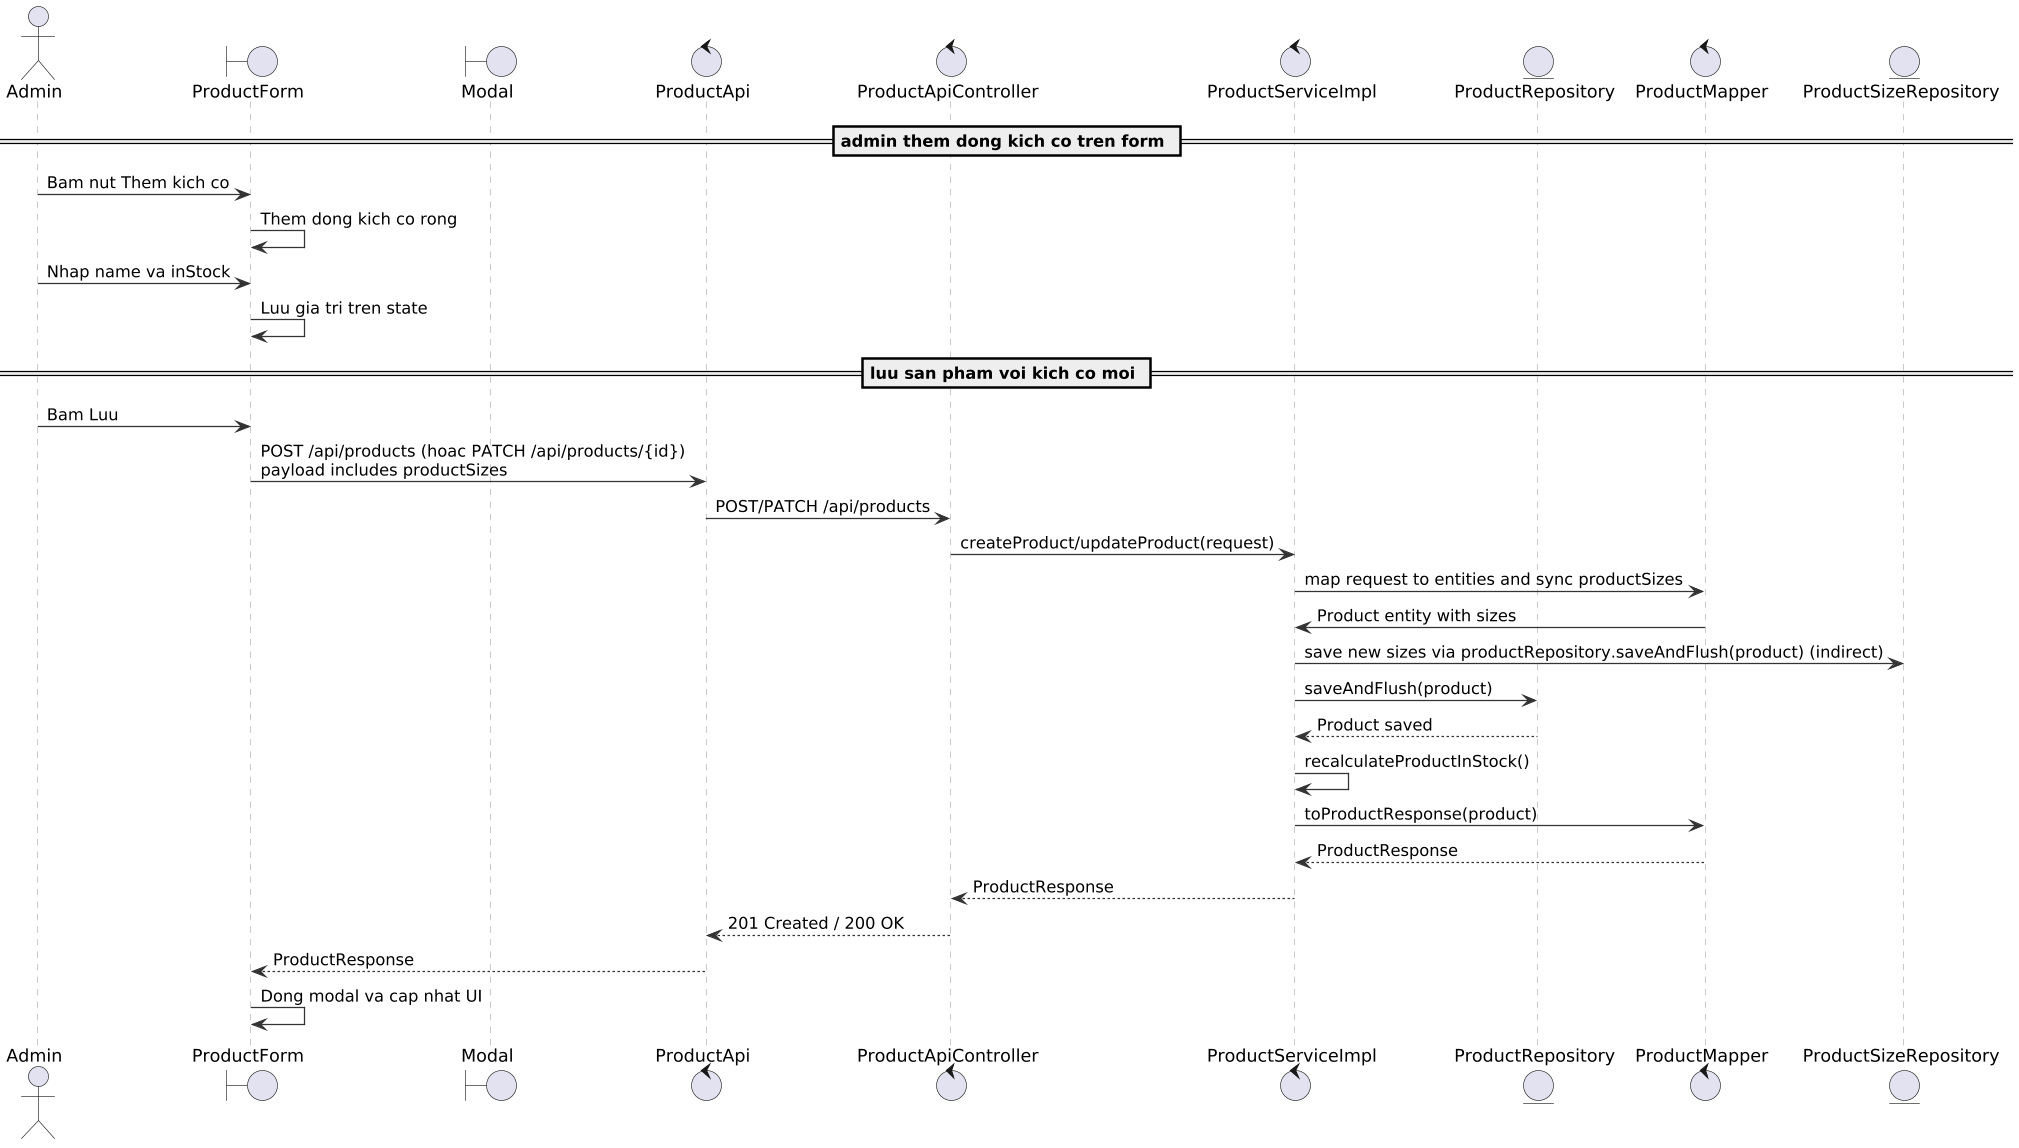 Admin
ProductForm
Modal
ProductApi
ProductApiController
ProductServiceImpl
ProductRepository
ProductMapper
ProductSizeRepository
admin them dong kich co tren form
Bam nut Them kich co
Them dong kich co rong
Nhap name va inStock
Luu gia tri tren state
luu san pham voi kich co moi
Bam Luu
POST /api/products (hoac PATCH /api/products/{id})
payload includes productSizes
POST/PATCH /api/products
createProduct/updateProduct(request)
map request to entities and sync productSizes
Product entity with sizes
save new sizes via productRepository.saveAndFlush(product) (indirect)
saveAndFlush(product)
Product saved
recalculateProductInStock()
toProductResponse(product)
ProductResponse
ProductResponse
201 Created / 200 OK
ProductResponse
Dong modal va cap nhat UI
Admin
ProductForm
Modal
ProductApi
ProductApiController
ProductServiceImpl
ProductRepository
ProductMapper
ProductSizeRepository